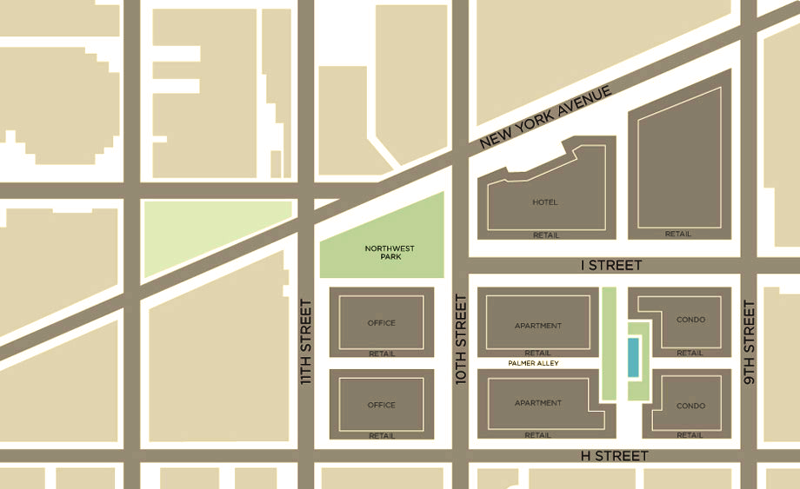 NEW YORK AVENUE
HOTEL
RETAIL
RETAIL
NORTHWEST
PARK
I STREET
11TH STREET
10TH STREET
9TH STREET
OFFICE
RETAIL
APARTMENT
RETAIL
CONDO
RETAIL
PALMER ALLEY
OFFICE
RETAIL
APARTMENT
RETAIL
CONDO
RETAIL
H STREET